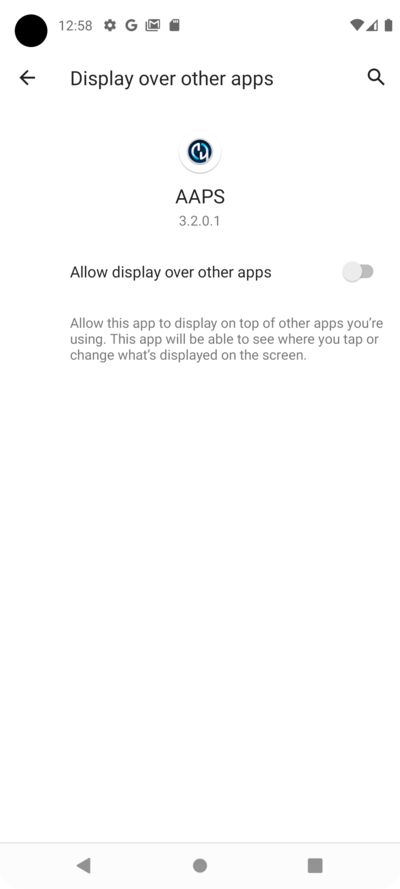 12:58
Display over other apps
AAPS
3.2.0.1
Allow display over other apps
Allow this app to display on top of other apps you’re
using. This app will be able to see where you tap or
change what’s displayed on the screen.